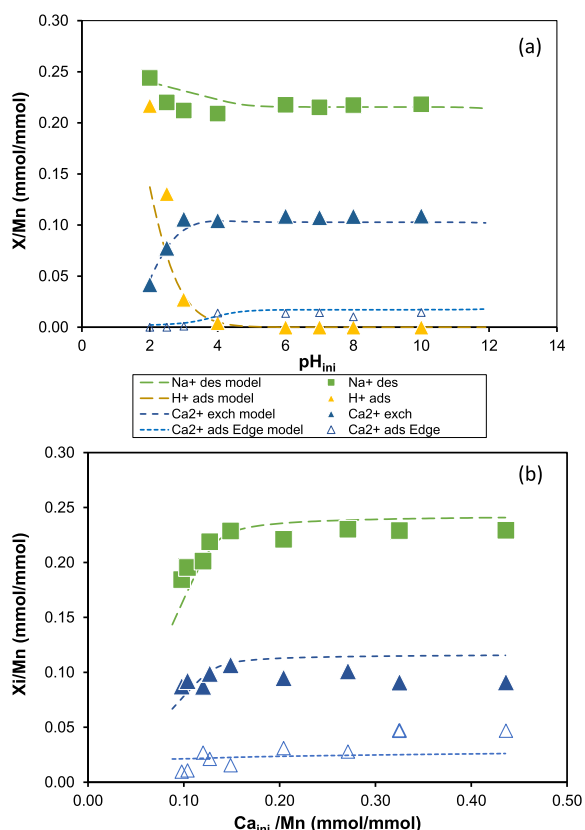 (a)
X/Mn (mmol/mmol)
0.30
0.25
0.20
0.15
0.10
0.05
0.00
0 2 4 6 8 10 12 14
pHini
Na+ des model Na+ des
H+ ads model H+ ads
Ca2+ exch model Ca2+ exch
Ca2+ ads Edge model Ca2+ ads Edge
(b)
Xi/Mn (mmol/mmol)
0.30
0.25
0.20
0.15
0.10
0.05
0.00
0.00 0.10 0.20 0.30 0.40 0.50
Caini /Mn (mmol/mmol)